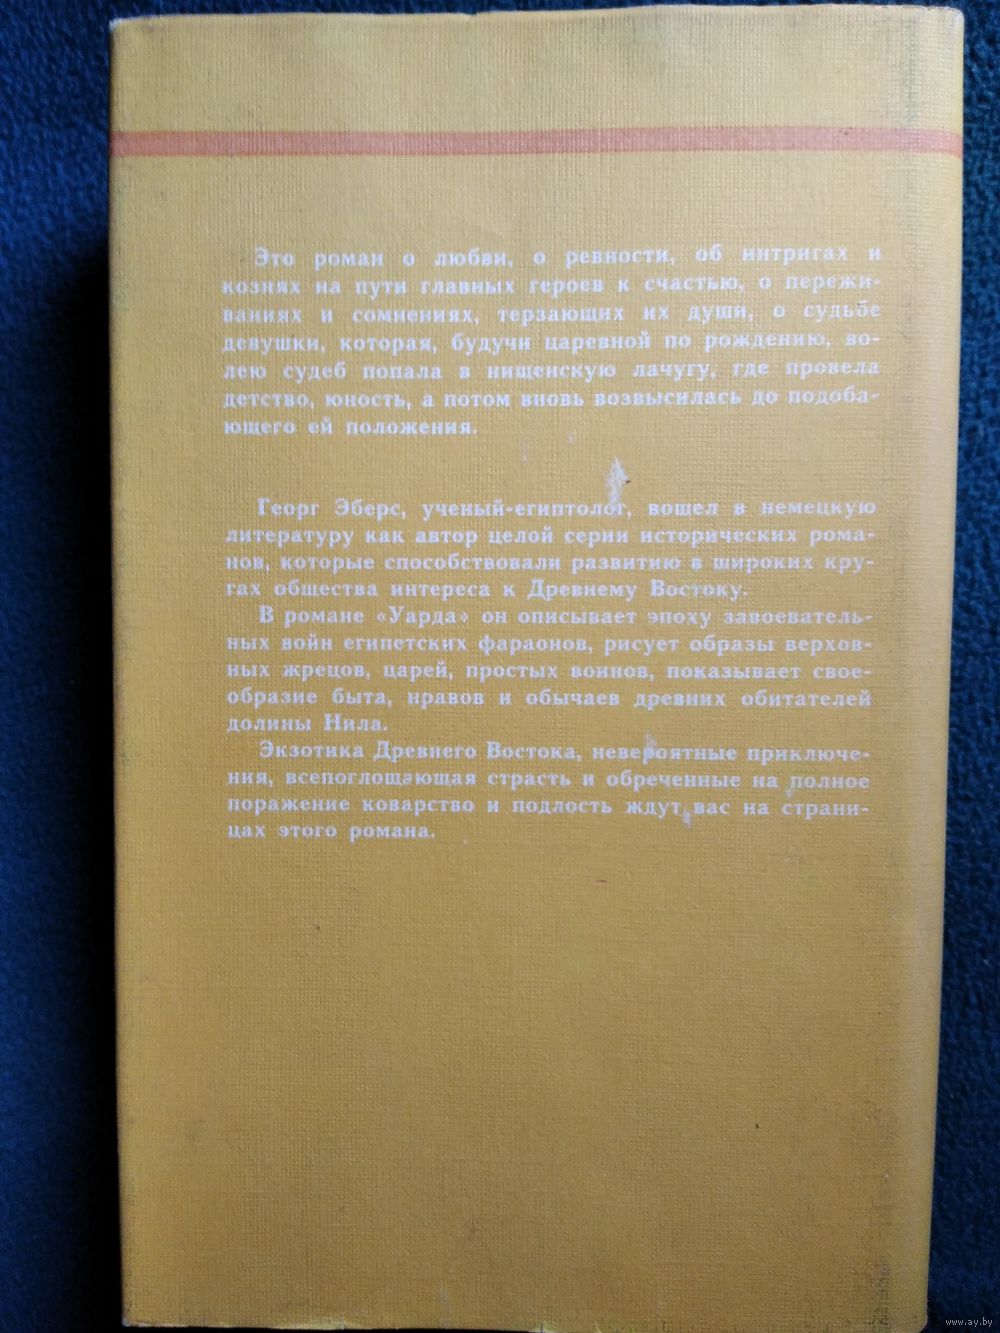 Это роман о любви, о ревности, об интригах и
кознях на пути главных героев к счастью, о пережи-
ваниях и сомнениях, терзающих их души, о судьбе
девушки, которая, будучи царевной по рождению, во-
лею судеб попала в нищенскую лачугу, где провела
детство, юность, а потом вновь возвысилась до подоба-
ющего ей положения.
Георг Эберс, ученый-египтолог, вошел в немецкую
литературу как автор целой серии исторических рома-
нов, которые способствовали развитию в широких кру-
гах общества интереса к Древнему Востоку.
В романе «Уарда» он описывает эпоху завоеватель-
ных войн египетских фараонов, рисует образы верхов-
ных жрецов, царей, простых воинов, показывает свое-
образие быта, нравов и обычаев древних обитателей
долины Нила.
Экзотика Древнего Востока, невероятные приключе-
ния, всепоглощающая страсть и обреченные на полное
поражение коварство и подлость ждут вас на страни-
цах этого романа.
www.ay.by